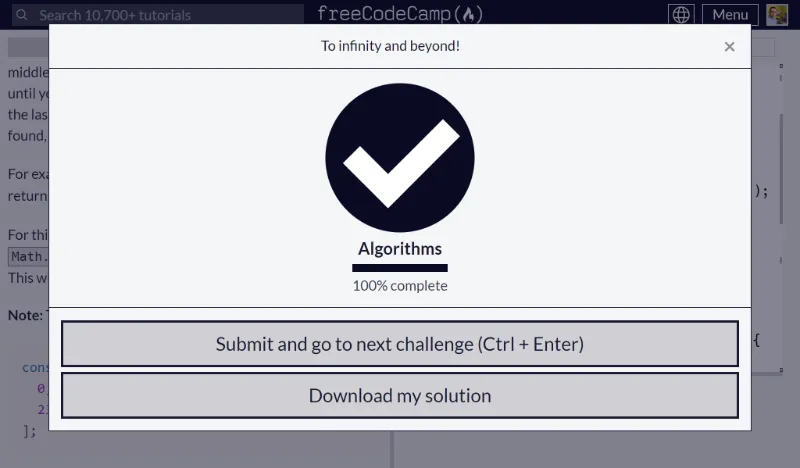 Search 10,700+ tutorials
freeCodeCamp
Menu
To infinity and beyond!
×
Algorithms
100% complete
Submit and go to next challenge (Ctrl + Enter)
Download my solution
middle
until
the las
found,
For
return
);
For thi
Math.
This w
Note:
{
cons
0,
];